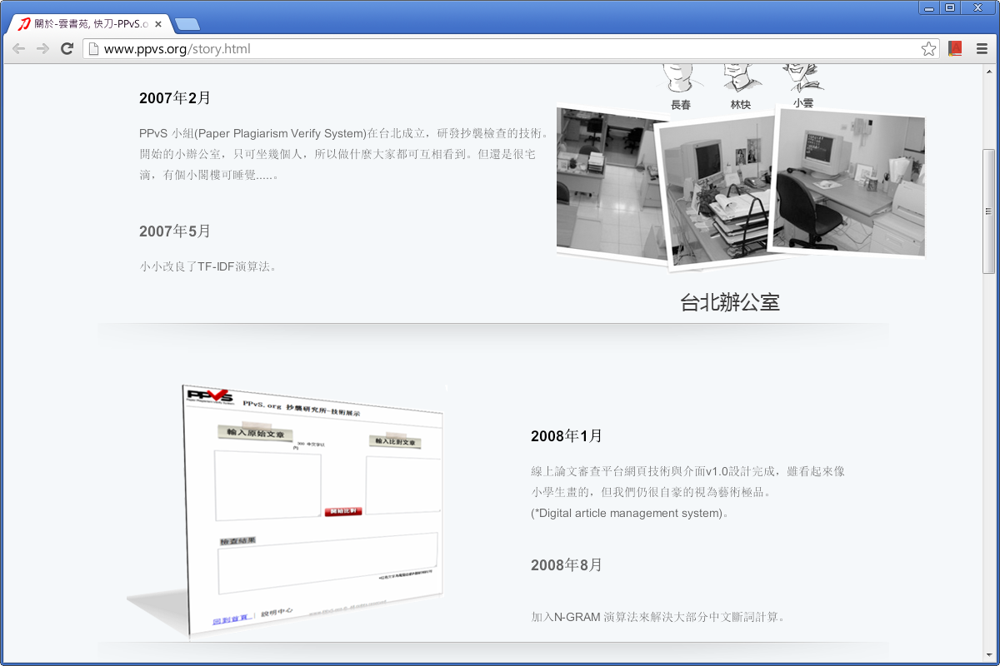 關於-雲書苑, 快刀-PPvS.o
www.ppvs.org/story.html
長春
林快
小雲
2007年2月
PPvS 小組(Paper Plagiarism Verify System)在台北成立，研發抄襲檢查的技術。
開始的小辦公室，只可坐幾個人，所以做什麼大家都可互相看到。但還是很宅
滴，有個小閣樓可睡覺.....。
2007年5月
小小改良了TF-IDF演算法。
台北辦公室
PPvS
PPvS.org 抄襲研究所-技術展示
輸入原始文章
300 中文字以
內
輸入比對文章
開始比對
檢查結果
回到首頁 | 說明中心
2008年1月
線上論文審查平台網頁技術與介面v1.0設計完成，雖看起來像
小學生畫的，但我們仍很自豪的視為藝術極品。
(*Digital article management system)。
2008年8月
加入N-GRAM 演算法來解決大部分中文斷詞計算。